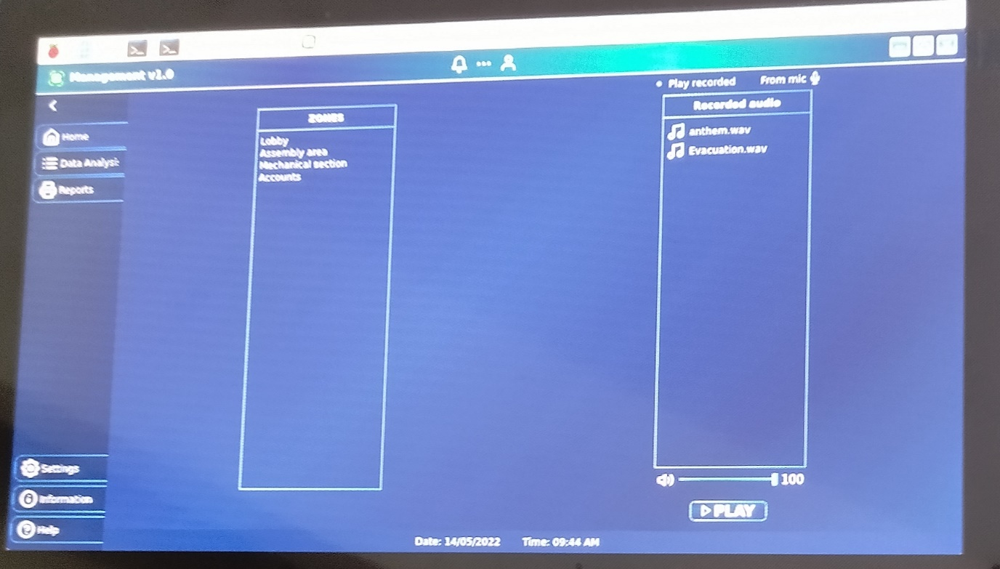 Management v1.0
Play recorded From mic
ZONES
Recorded audio
Home
Data Analysi
Reports
Lobby
Assembly area
Mechanical section
Accounts
anthem.wav
Evacuation.wav
Settings
Information
Help
100
PLAY
Date: 14/05/2022 Time: 09:44 AM